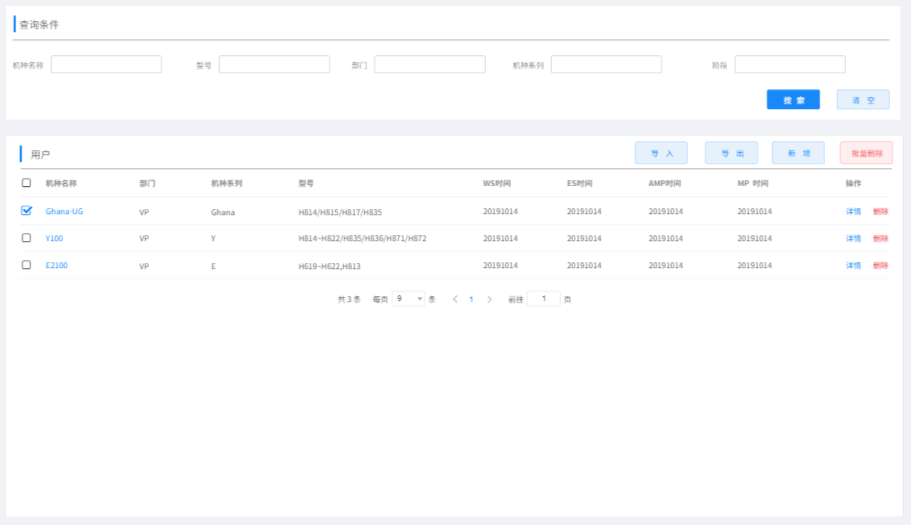 查询条件
机种名称 型号 部门 机种系列 阶段
搜 索 清 空
用户 导 入 导 出 新 增 批量删除
机种名称 部门 机种系列 型号 WS时间 ES时间 AMP时间 MP 时间 操作
Ghana-UG VP Ghana H814/H815/H817/H835 20191014 20191014 20191014 20191014 详情 删除
Y100 VP Y H814~H822/H835/H836/H871/H872 20191014 20191014 20191014 20191014 详情 删除
E2100 VP E H619~H622,H813 20191014 20191014 20191014 20191014 详情 删除
共 3 条 每页 9 条 < 1 > 前往 1 页